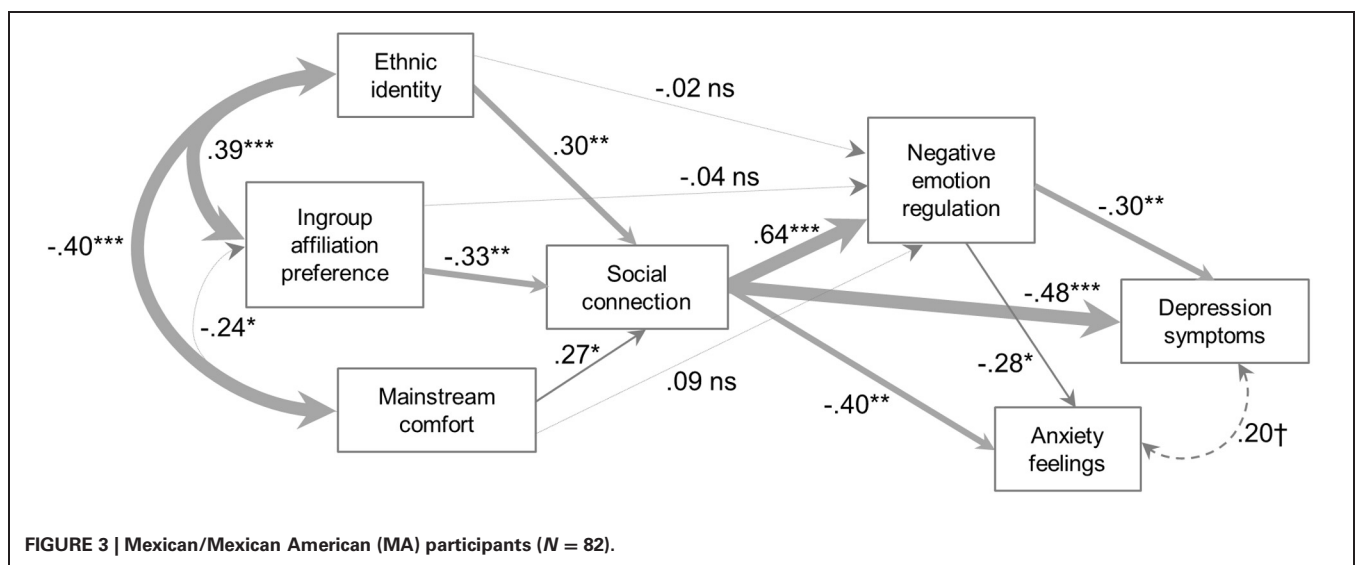 Ethnic
identity
-.02 ns
.39***
.30**
Negative
emotion
regulation
-.04 ns
-.30**
Ingroup
affiliation
preference
-.40***
-.33**
.64***
Social
connection
-.48***
Depression
symptoms
-.24*
.27*
.09 ns
-.28*
Mainstream
comfort
-.40**
Anxiety
feelings
.20†
FIGURE 3 | Mexican/Mexican American (MA) participants (N = 82).